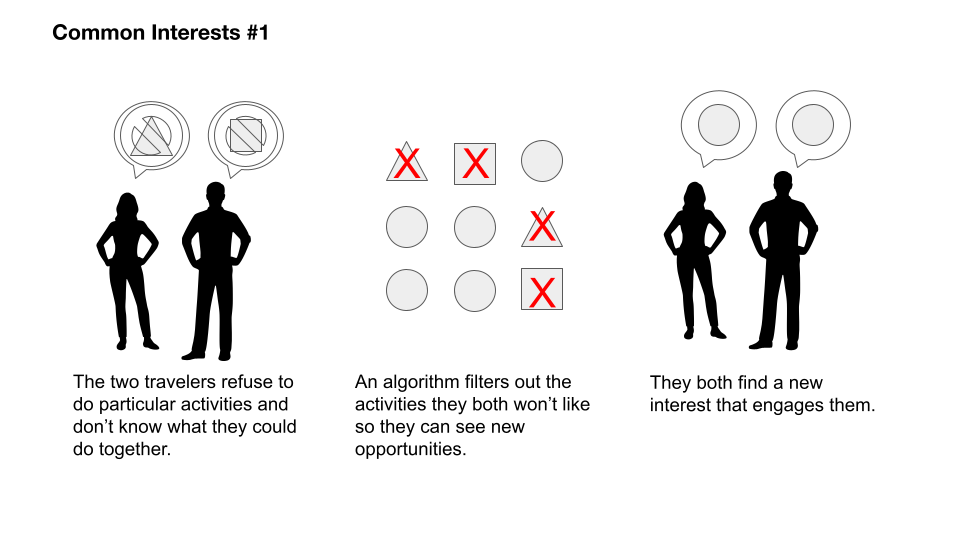 Common Interests #1
X
X
X
X
The two travelers refuse to
do particular activities and
don’t know what they could
do together.
An algorithm filters out the
activities they both won’t like
so they can see new
opportunities.
They both find a new
interest that engages them.